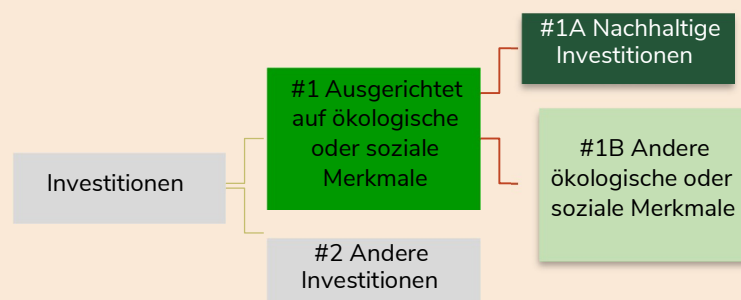 #1A Nachhaltige
Investitionen
#1 Ausgerichtet
auf ökologische
oder soziale
Merkmale
#1B Andere
ökologische oder
soziale Merkmale
Investitionen
#2 Andere
Investitionen